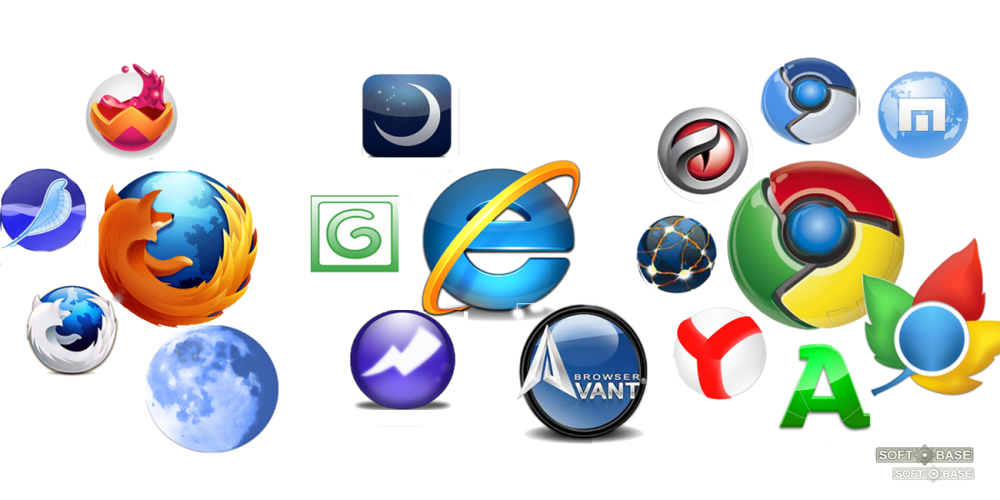 G
e
BROWSER®
VANT
Y
A
SOFT BASE
SOFT BASE